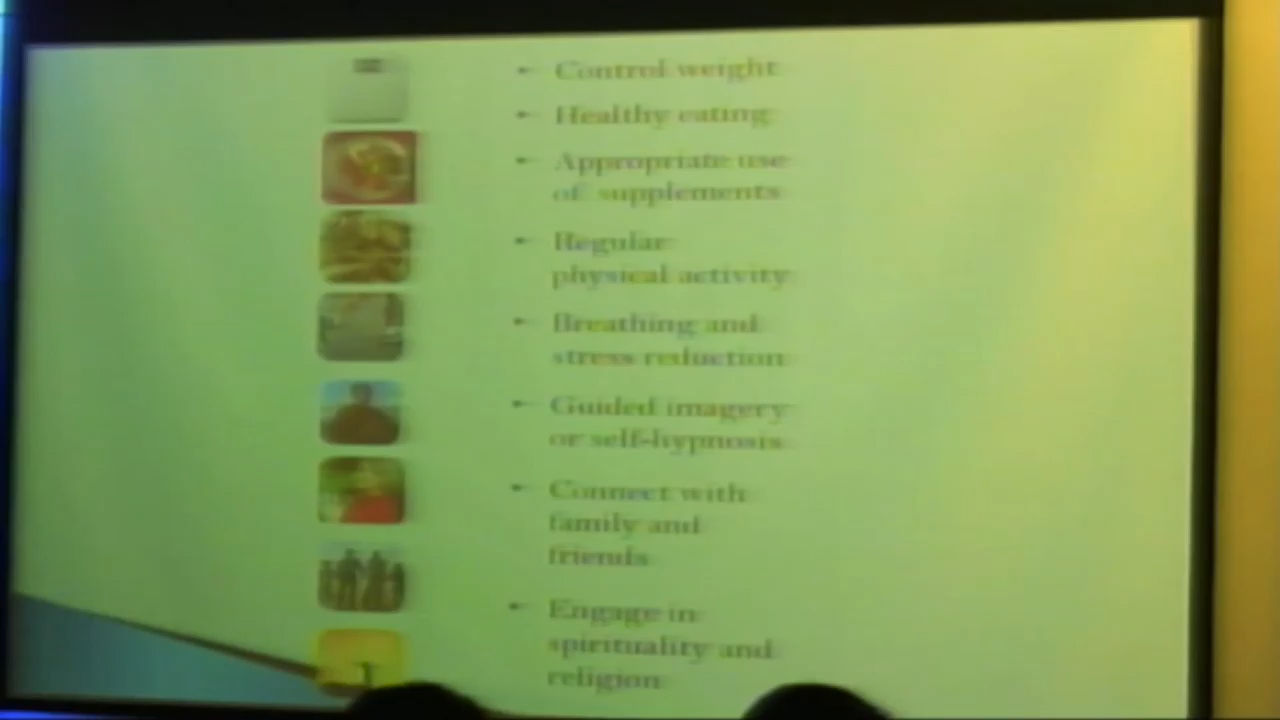 - Control weight
- Healthy eating
- Appropriate use
of supplements
- Regular
physical activity
- Breathing and
stress reduction
- Guided imagery
or self-hypnosis
- Connect with
family and
friends
- Engage in
spirituality and
religion